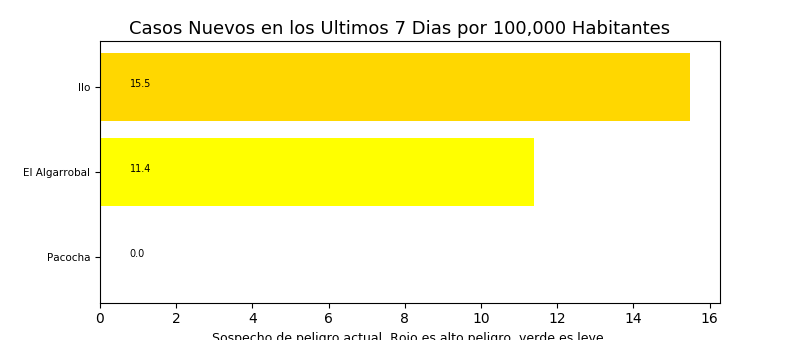 Casos Nuevos en los Ultimos 7 Dias por 100,000 Habitantes
Ilo
15.5
El Algarrobal
11.4
Pacocha
0.0
0 2 4 6 8 10 12 14 16
Sospecho de peligro actual. Rojo es alto peligro, verde es leve